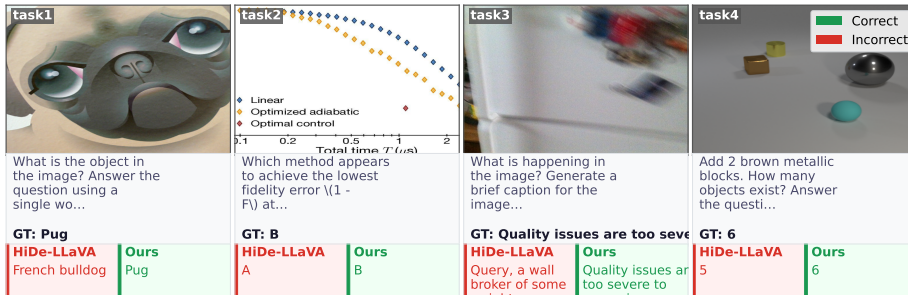 task1
What is the object in
the image? Answer the
question using a
single wo...
GT: Pug
HiDe-LLaVA
French bulldog
Ours
Pug
task2
Linear
Optimized adiabatic
Optimal control
0.1 0.2 0.5 1 2
Total time T (μs)
Which method appears
to achieve the lowest
fidelity error \(1 -
F\) at...
GT: B
HiDe-LLaVA
A
Ours
B
task3
What is happening in
the image? Generate a
brief caption for the
image...
GT: Quality issues are too seve
HiDe-LLaVA
Query, a wall
broker of some
Ours
Quality issues ar
too severe to
task4
Correct
Incorrect
Add 2 brown metallic
blocks. How many
objects exist? Answer
the questi...
GT: 6
HiDe-LLaVA
5
Ours
6